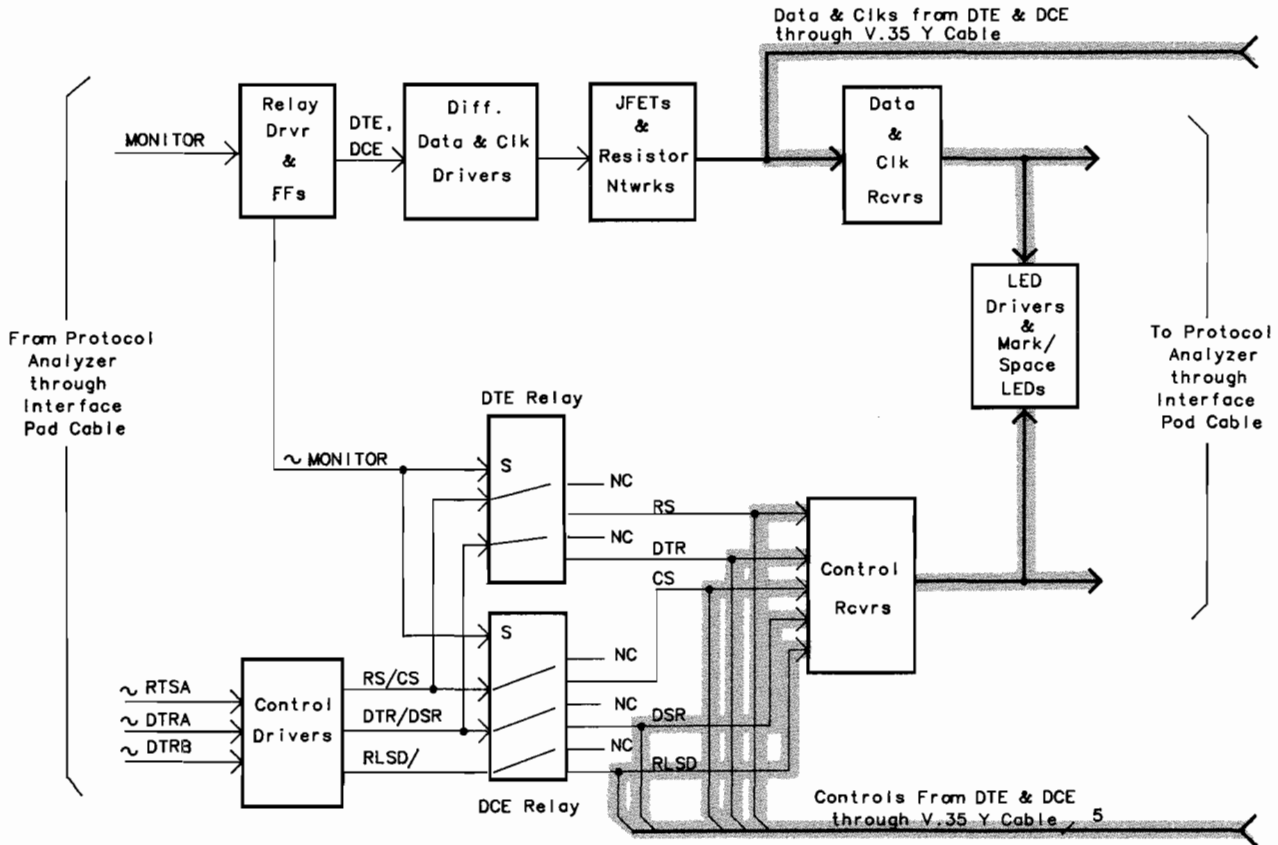 Data & Clks from DTE & DCE
through V.35 Y Cable
MONITOR
Relay
Drvr
&
FFs
DTE,
DCE
Diff.
Data & Clk
Drivers
JFETs
&
Resistor
Ntwrks
Data
&
Clk
Rcvrs
LED
Drivers
&
Mark/
Space
LEDs
From Protocol
Analyzer
through
Interface
Pad Cable
To Protocol
Analyzer
through
Interface
Pod Cable
DTE Relay
~ MONITOR
S
NC
RS
NC
DTR
CS
Control
Rcvrs
S
NC
RS/CS
NC
DTR/DSR
DSR
NC
RLSD/
RLSD
~ RTSA
~ DTRA
~ DTRB
Control
Drivers
DCE Relay
Controls From DTE & DCE
through V.35 Y Cable 5